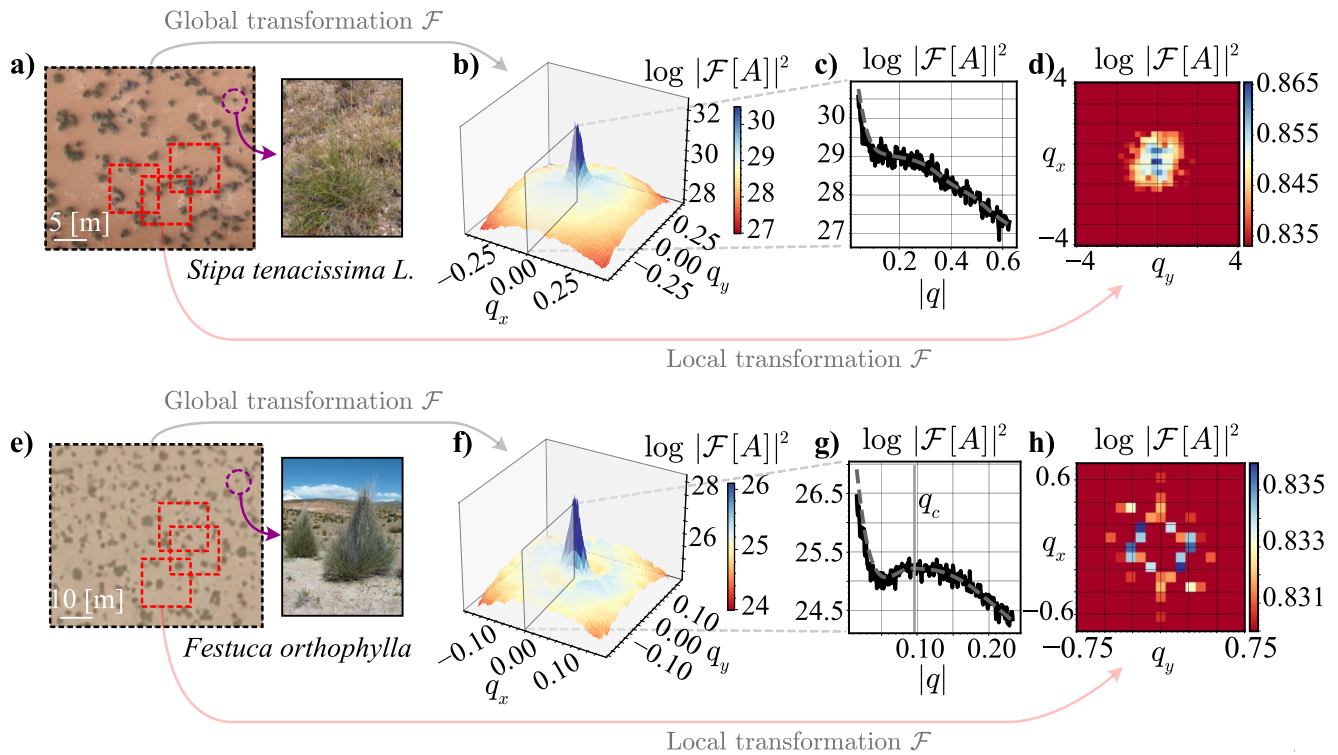 Global transformation ℱ
a)
5 [m]
Stipa tenacissima L.
b)
log |ℱ[A]|²
32
30
28
30
29
28
27
−0.25
0.00
0.25
q_x
0.25
0.00
−0.25
q_y
c)
log |ℱ[A]|²
30
29
28
27
0.2 0.4 0.6
|q|
d)
log |ℱ[A]|²
4
q_x
−4
−4 q_y 4
0.865
0.855
0.845
0.835
Local transformation ℱ
Global transformation ℱ
e)
10 [m]
Festuca orthophylla
f)
log |ℱ[A]|²
28
26
26
25
24
−0.10
0.00
0.10
q_x
0.10
0.00
−0.10
q_y
g)
log |ℱ[A]|²
26.5
25.5
24.5
q_c
0.10 0.20
|q|
h)
log |ℱ[A]|²
0.6
q_x
−0.6
−0.75 q_y 0.75
0.835
0.833
0.831
Local transformation ℱ